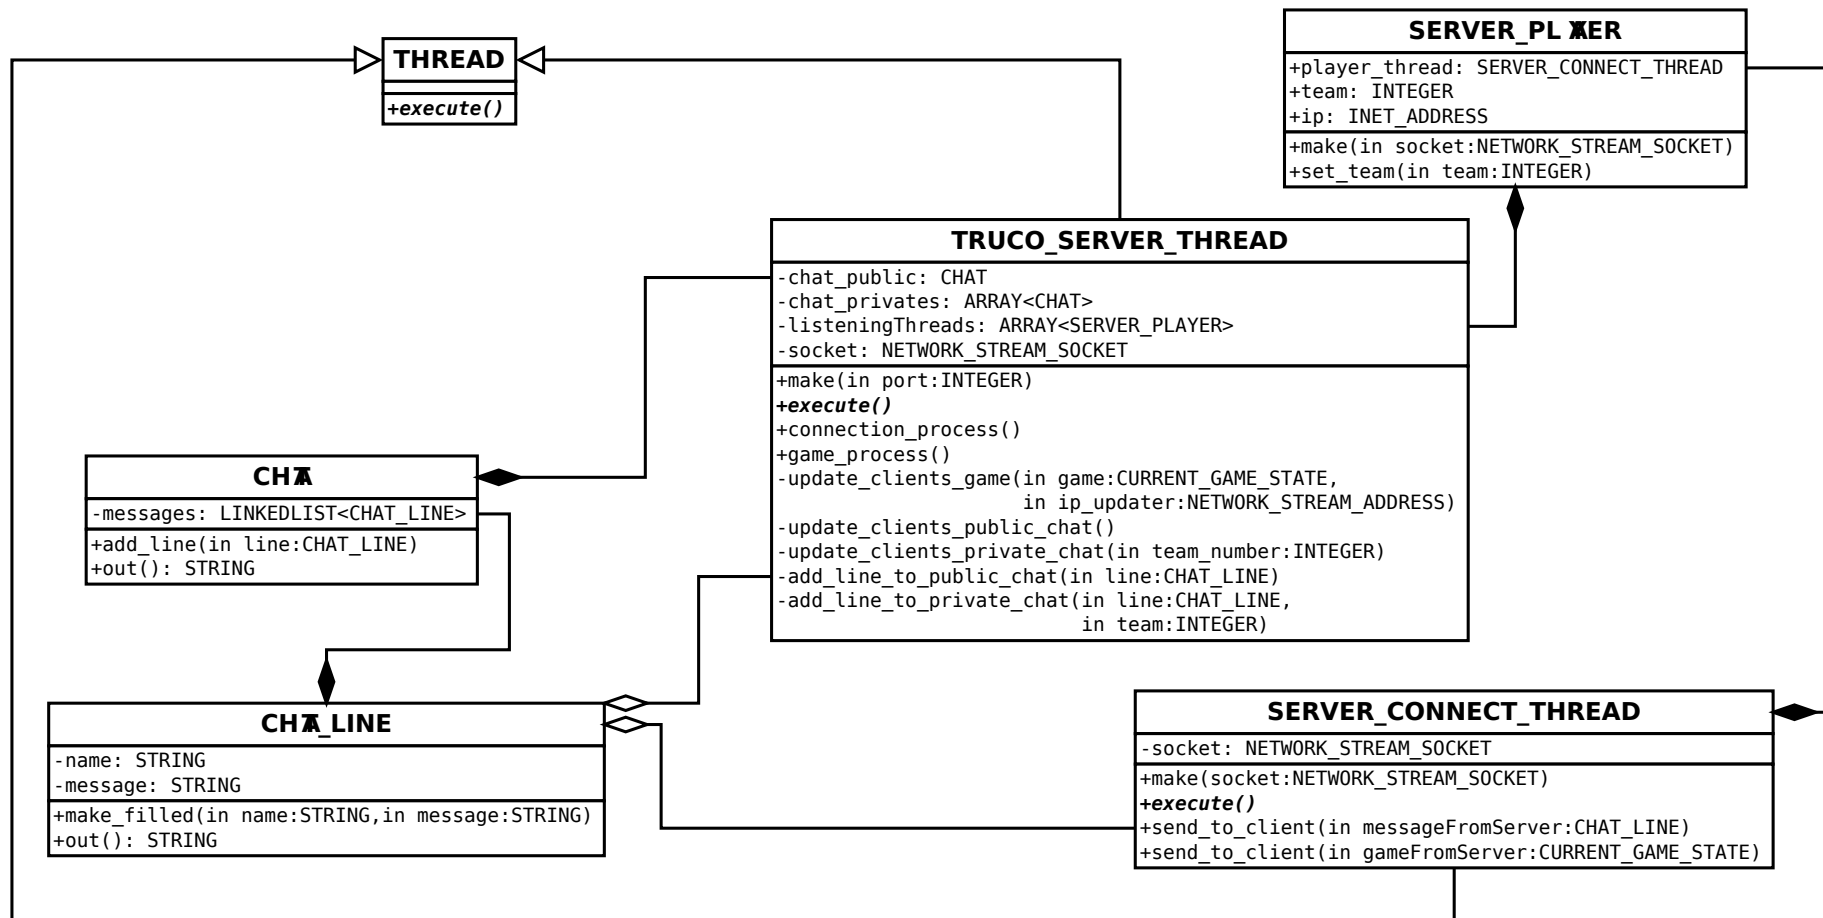 THREAD
+execute()
SERVER_PLAYER
+player_thread: SERVER_CONNECT_THREAD
+team: INTEGER
+ip: INET_ADDRESS
+make(in socket:NETWORK_STREAM_SOCKET)
+set_team(in team:INTEGER)
TRUCO_SERVER_THREAD
-chat_public: CHAT
-chat_privates: ARRAY<CHAT>
-listeningThreads: ARRAY<SERVER_PLAYER>
-socket: NETWORK_STREAM_SOCKET
+make(in port:INTEGER)
+execute()
+connection_process()
+game_process()
-update_clients_game(in game:CURRENT_GAME_STATE,
in ip_updater:NETWORK_STREAM_ADDRESS)
-update_clients_public_chat()
-update_clients_private_chat(in team_number:INTEGER)
-add_line_to_public_chat(in line:CHAT_LINE)
-add_line_to_private_chat(in line:CHAT_LINE,
in team:INTEGER)
CHAT
-messages: LINKEDLIST<CHAT_LINE>
+add_line(in line:CHAT_LINE)
+out(): STRING
CHAT_LINE
-name: STRING
-message: STRING
+make_filled(in name:STRING,in message:STRING)
+out(): STRING
SERVER_CONNECT_THREAD
-socket: NETWORK_STREAM_SOCKET
+make(socket:NETWORK_STREAM_SOCKET)
+execute()
+send_to_client(in messageFromServer:CHAT_LINE)
+send_to_client(in gameFromServer:CURRENT_GAME_STATE)